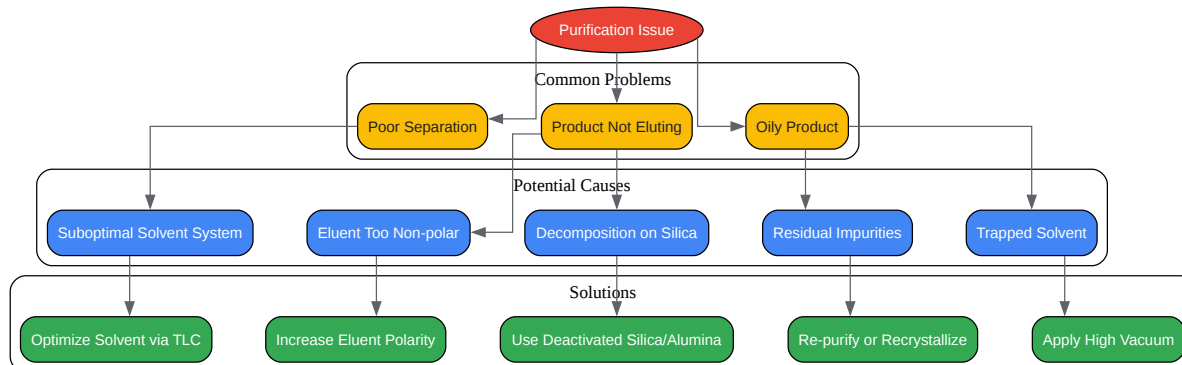 Purification Issue
Common Problems
Poor Separation
Product Not Eluting
Oily Product
Potential Causes
Suboptimal Solvent System
Eluent Too Non-polar
Decomposition on Silica
Residual Impurities
Trapped Solvent
Solutions
Optimize Solvent via TLC
Increase Eluent Polarity
Use Deactivated Silica/Alumina
Re-purify or Recrystallize
Apply High Vacuum